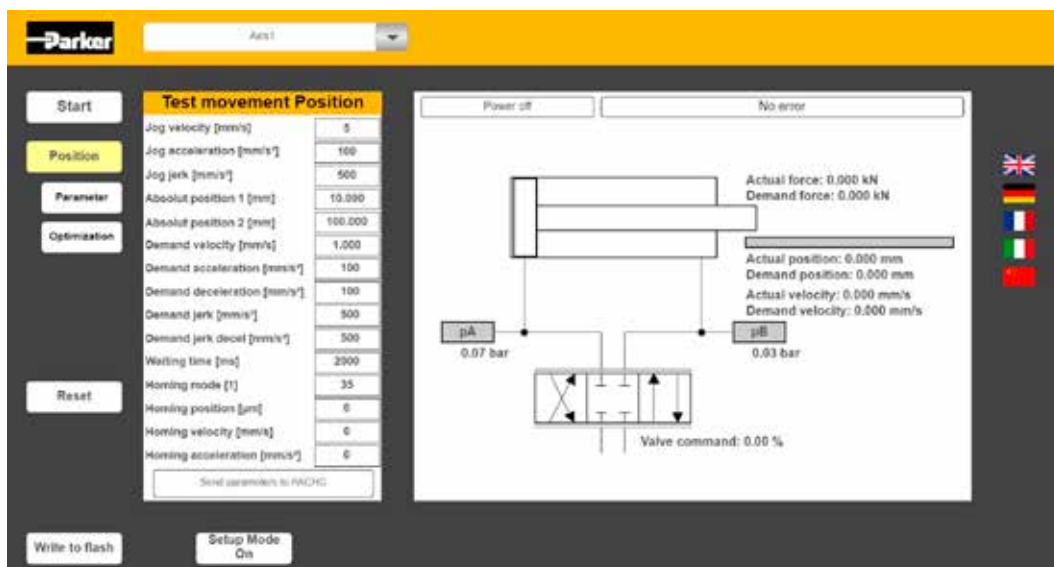 Parker
Axis1
Start
Position
Parameter
Optimization
Reset
Write to flash
Setup Mode
On
Test movement Position
Jog velocity [mm/s] 5
Jog acceleration [mm/s²] 100
Jog jerk [mm/s³] 500
Absolut position 1 [mm] 10.000
Absolut position 2 [mm] 100.000
Demand velocity [mm/s] 1.000
Demand acceleration [mm/s²] 100
Demand deceleration [mm/s²] 100
Demand jerk [mm/s³] 500
Demand jerk decel [mm/s³] 500
Waiting time [ms] 2000
Homing mode [1] 35
Homing position [µm] 0
Homing velocity [mm/s] 0
Homing acceleration [mm/s²] 0
Send parameters to PACHC
Power off
No error
Actual force: 0.000 kN
Demand force: 0.000 kN
Actual position: 0.000 mm
Demand position: 0.000 mm
Actual velocity: 0.000 mm/s
Demand velocity: 0.000 mm/s
pA
0.07 bar
pB
0.03 bar
Valve command: 0.00 %